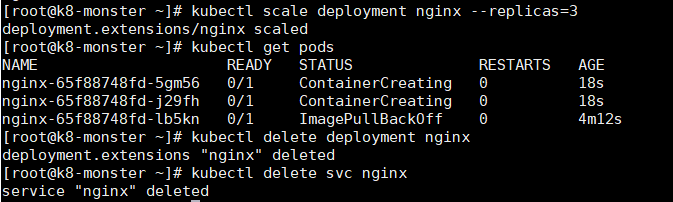 [root@k8-monster ~]# kubectl scale deployment nginx --replicas=3
deployment.extensions/nginx scaled
[root@k8-monster ~]# kubectl get pods
NAME                     READY   STATUS              RESTARTS   AGE
nginx-65f88748fd-5gm56   0/1     ContainerCreating   0          18s
nginx-65f88748fd-j29fh   0/1     ContainerCreating   0          18s
nginx-65f88748fd-lb5kn   0/1     ImagePullBackOff    0          4m12s
[root@k8-monster ~]# kubectl delete deployment nginx
deployment.extensions "nginx" deleted
[root@k8-monster ~]# kubectl delete svc nginx
service "nginx" deleted